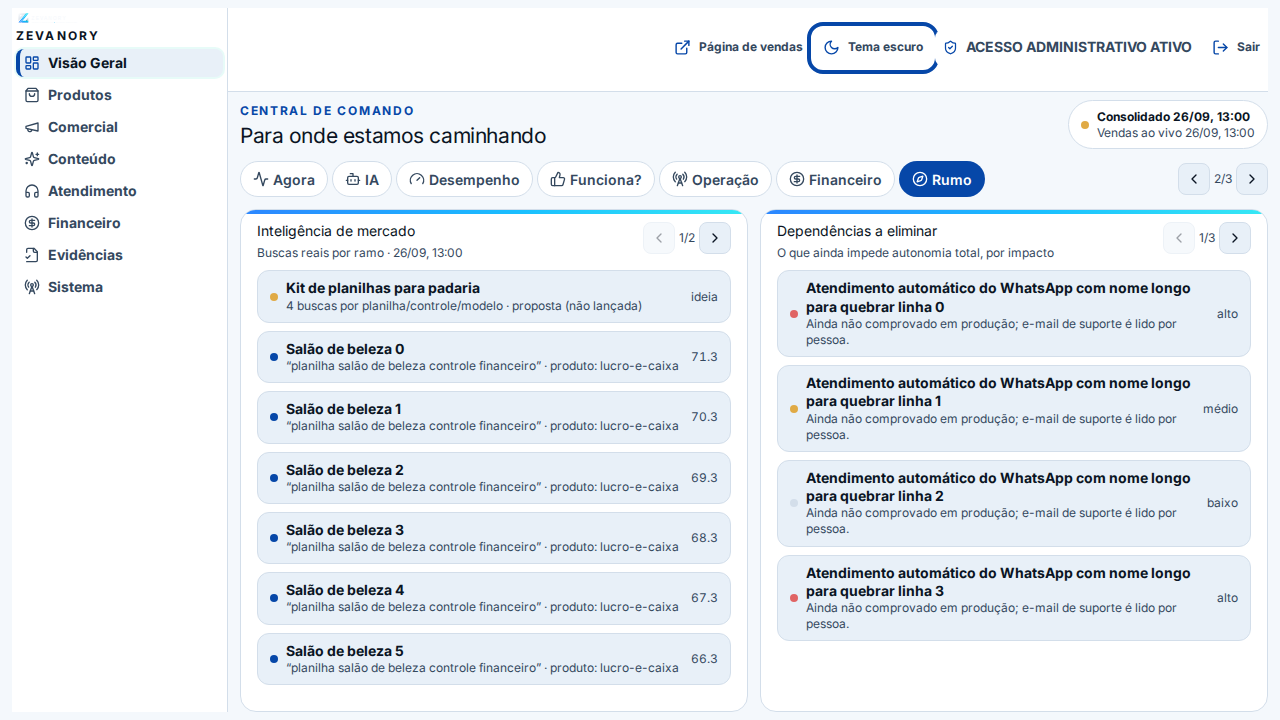 ZEVANORY
Visão Geral
Produtos
Comercial
Conteúdo
Atendimento
Financeiro
Evidências
Sistema
Página de vendas
Tema escuro
ACESSO ADMINISTRATIVO ATIVO
Sair
CENTRAL DE COMANDO
Para onde estamos caminhando
Consolidado 26/09, 13:00
Vendas ao vivo 26/09, 13:00
Agora
IA
Desempenho
Funciona?
Operação
Financeiro
Rumo
2/3
Inteligência de mercado
Buscas reais por ramo · 26/09, 13:00
1/2
Kit de planilhas para padaria
4 buscas por planilha/controle/modelo · proposta (não lançada)
ideia
Salão de beleza 0
“planilha salão de beleza controle financeiro” · produto: lucro-e-caixa
71.3
Salão de beleza 1
“planilha salão de beleza controle financeiro” · produto: lucro-e-caixa
70.3
Salão de beleza 2
“planilha salão de beleza controle financeiro” · produto: lucro-e-caixa
69.3
Salão de beleza 3
“planilha salão de beleza controle financeiro” · produto: lucro-e-caixa
68.3
Salão de beleza 4
“planilha salão de beleza controle financeiro” · produto: lucro-e-caixa
67.3
Salão de beleza 5
“planilha salão de beleza controle financeiro” · produto: lucro-e-caixa
66.3
Dependências a eliminar
O que ainda impede autonomia total, por impacto
1/3
Atendimento automático do WhatsApp com nome longo
para quebrar linha 0
Ainda não comprovado em produção; e-mail de suporte é lido por
pessoa.
alto
Atendimento automático do WhatsApp com nome longo
para quebrar linha 1
Ainda não comprovado em produção; e-mail de suporte é lido por
pessoa.
médio
Atendimento automático do WhatsApp com nome longo
para quebrar linha 2
Ainda não comprovado em produção; e-mail de suporte é lido por
pessoa.
baixo
Atendimento automático do WhatsApp com nome longo
para quebrar linha 3
Ainda não comprovado em produção; e-mail de suporte é lido por
pessoa.
alto